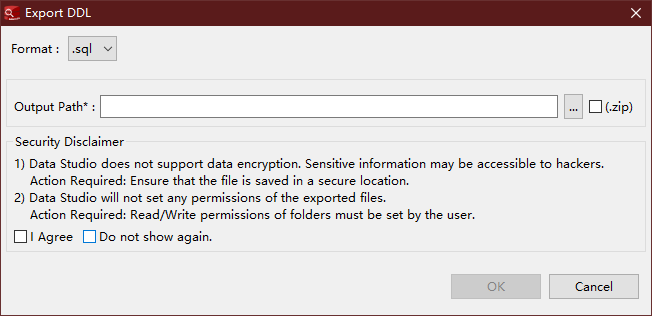 Export DDL
Format : .sql
Output Path* : ... (.zip)
Security Disclaimer
1) Data Studio does not support data encryption. Sensitive information may be accessible to hackers.
Action Required: Ensure that the file is saved in a secure location.
2) Data Studio will not set any permissions of the exported files.
Action Required: Read/Write permissions of folders must be set by the user.
I Agree Do not show again.
OK Cancel